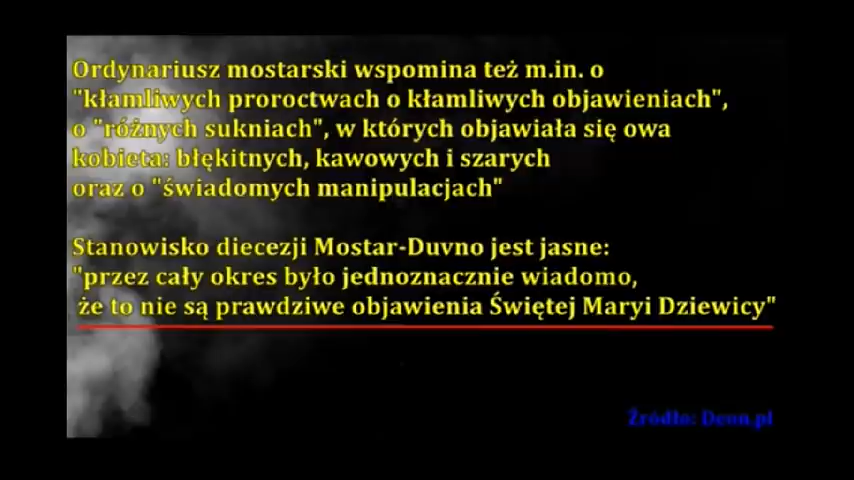 Ordynariusz mostarski wspomina też m.in. o
"kłamliwych proroctwach o kłamliwych objawieniach",
o "różnych sukniach", w których objawiała się owa
kobieta: błękitnych, kawowych i szarych
oraz o "świadomych manipulacjach"
Stanowisko diecezji Mostar-Duvno jest jasne:
"przez cały okres było jednoznacznie wiadomo,
że to nie są prawdziwe objawienia Świętej Maryi Dziewicy"
Źródło: Deon.pl